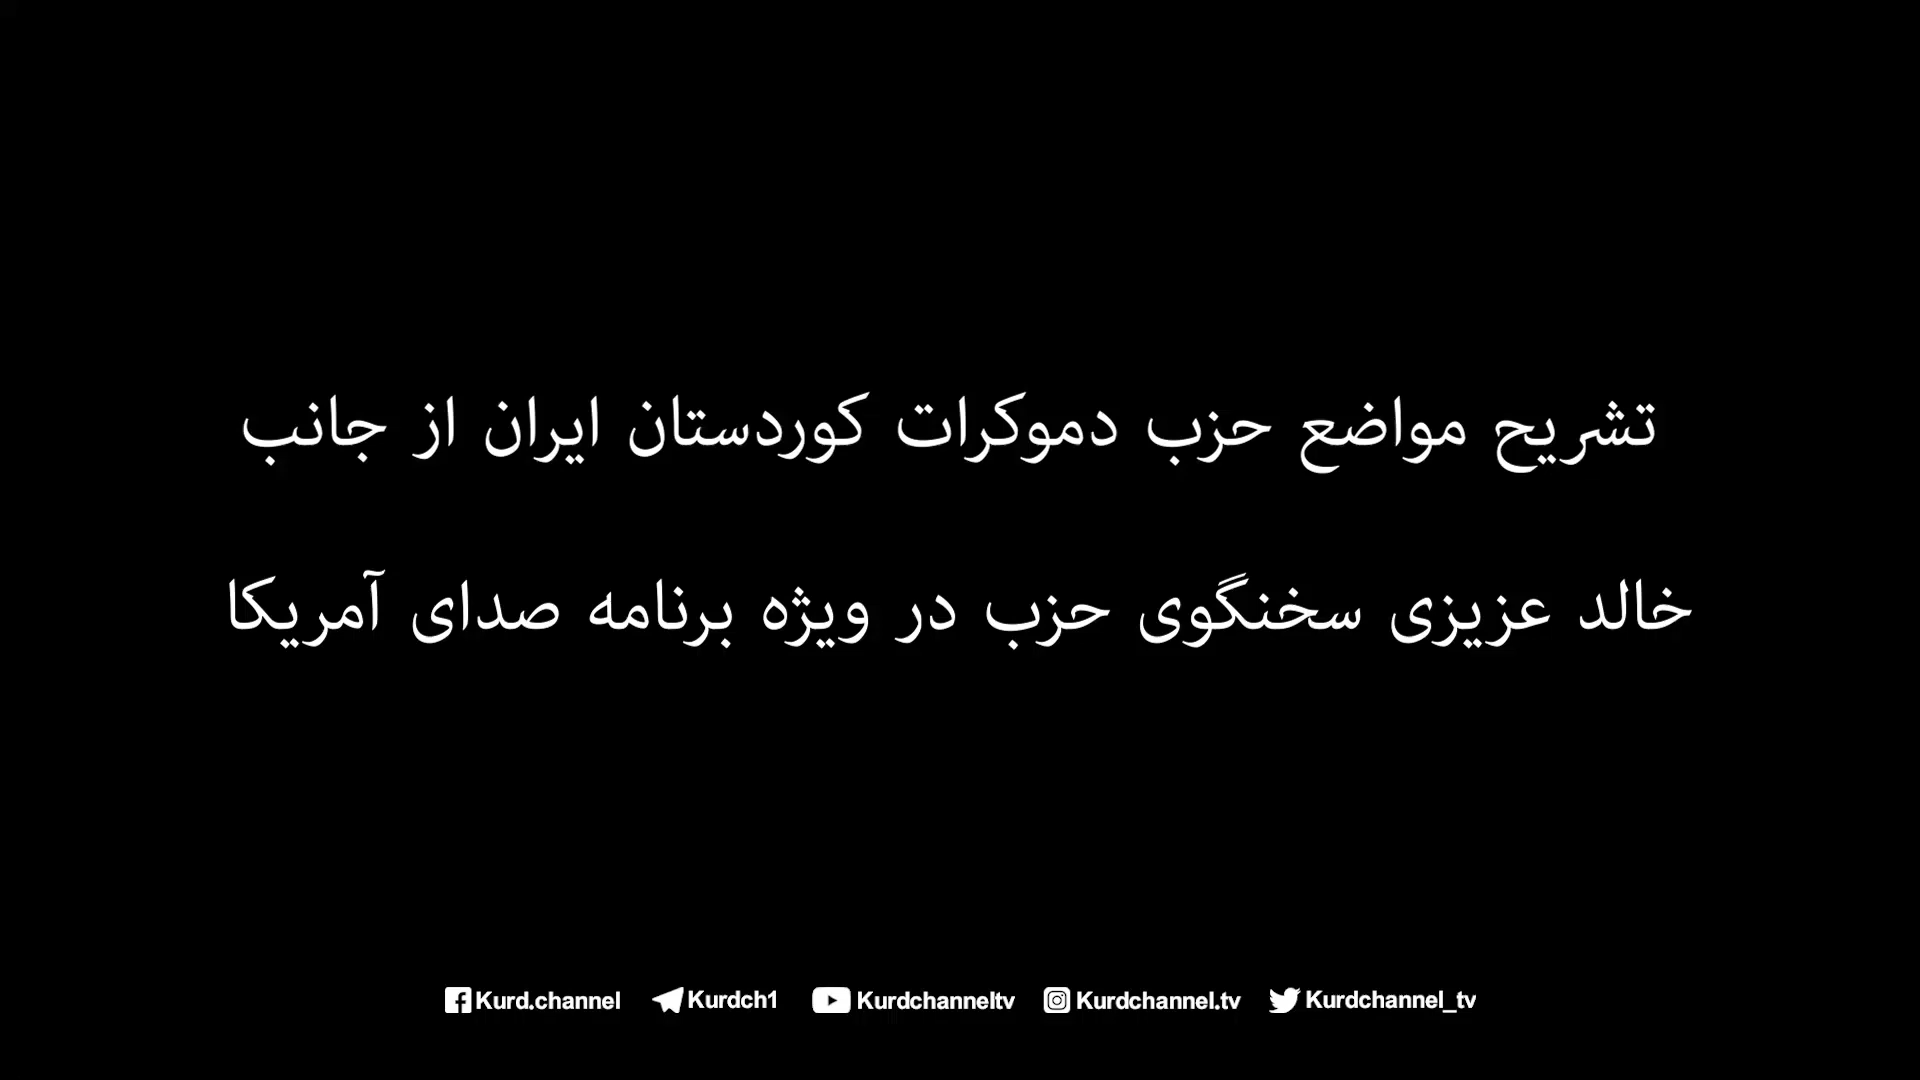 تشریح مواضع حزب دموکرات کوردستان ایران از جانب
خالد عزیزی سخنگوی حزب در ویژه برنامه صدای آمریکا
Kurd.channel Kurdch1 Kurdchanneltv Kurdchannel.tv Kurdchannel_tv